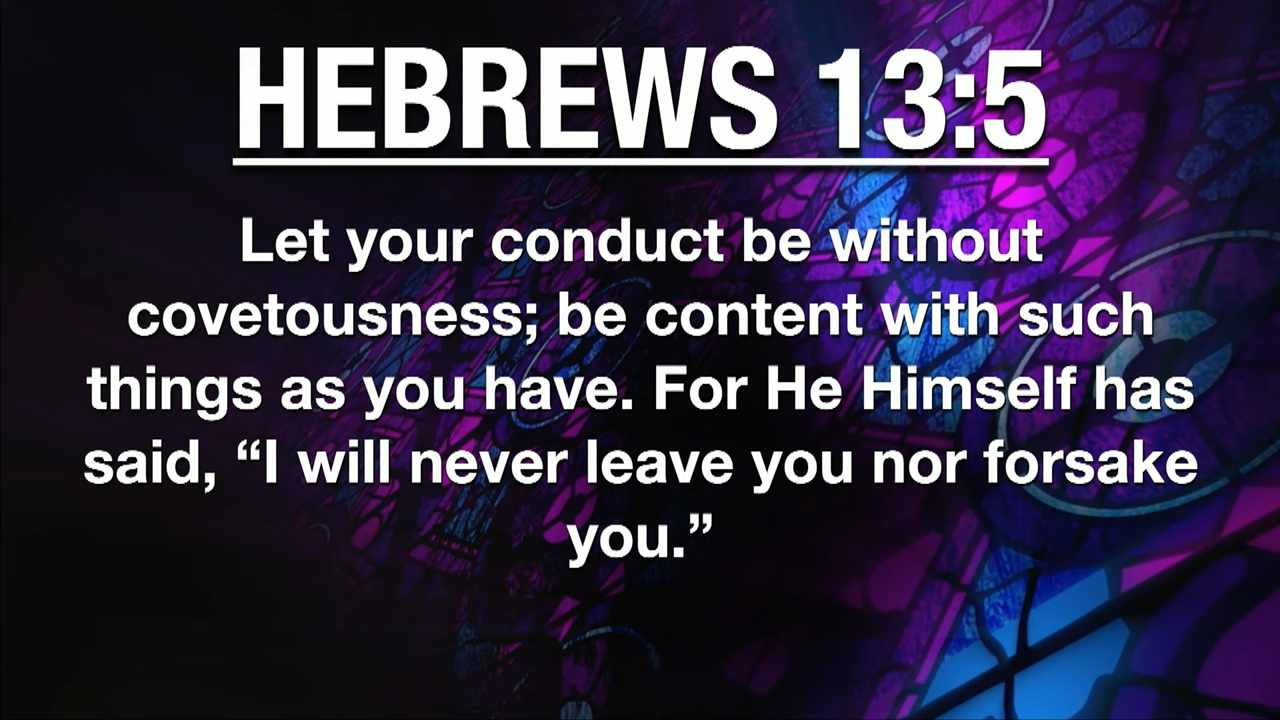 HEBREWS 13:5
Let your conduct be without
covetousness; be content with such
things as you have. For He Himself has
said, “I will never leave you nor forsake
you.”